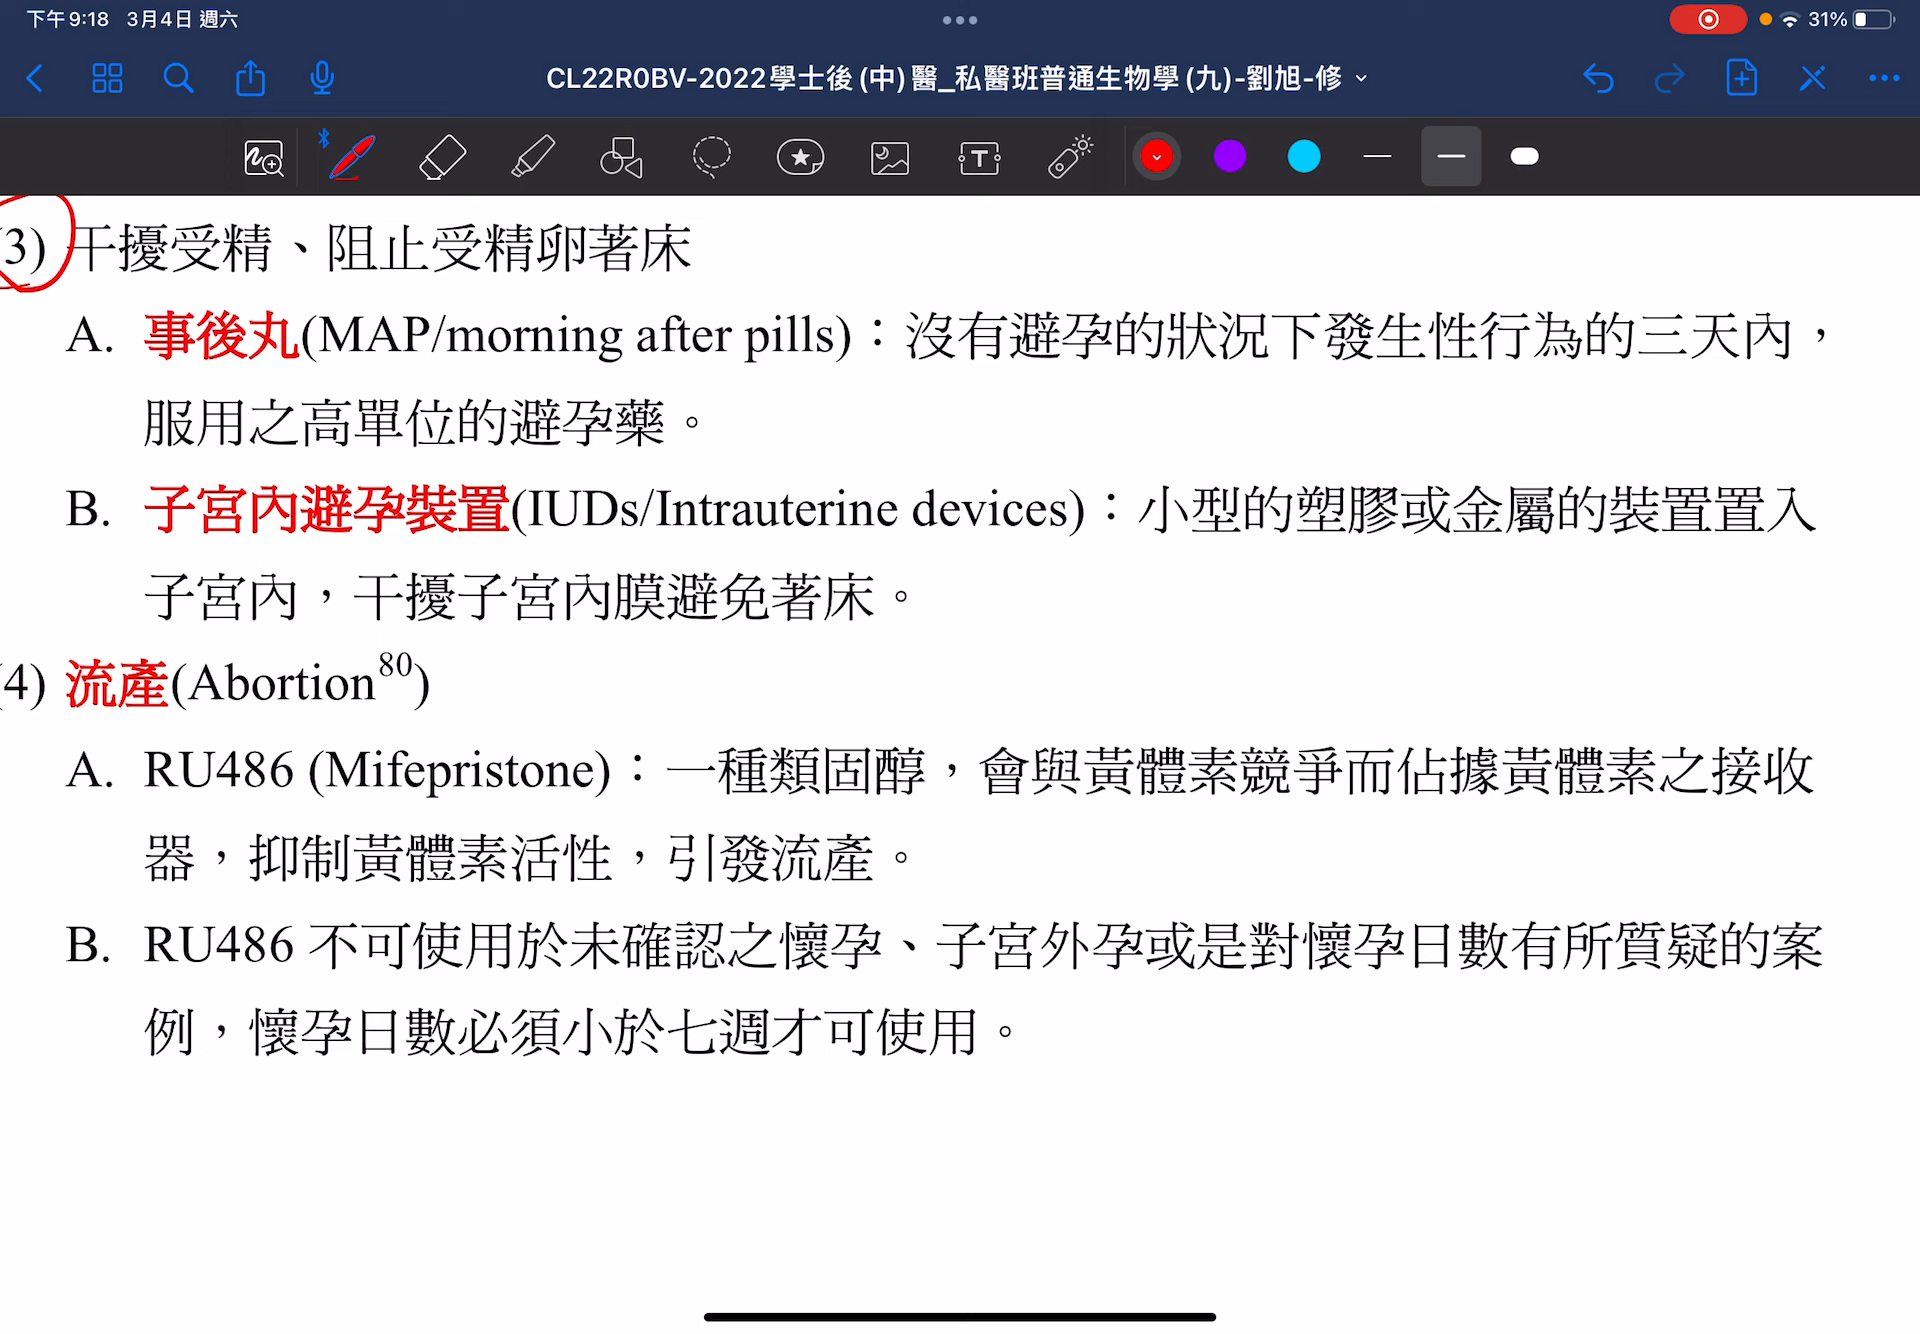 下午9:18 3月4日 週六
31%
CL22R0BV-2022學士後(中)醫_私醫班普通生物學(九)-劉旭-修
(3) 干擾受精、阻止受精卵著床
A. 事後丸(MAP/morning after pills)：沒有避孕的狀況下發生性行為的三天內，
服用之高單位的避孕藥。
B. 子宮內避孕裝置(IUDs/Intrauterine devices)：小型的塑膠或金屬的裝置置入
子宮內，干擾子宮內膜避免著床。
(4) 流產(Abortion80)
A. RU486 (Mifepristone)：一種類固醇，會與黃體素競爭而佔據黃體素之接收
器，抑制黃體素活性，引發流產。
B. RU486 不可使用於未確認之懷孕、子宮外孕或是對懷孕日數有所質疑的案
例，懷孕日數必須小於七週才可使用。